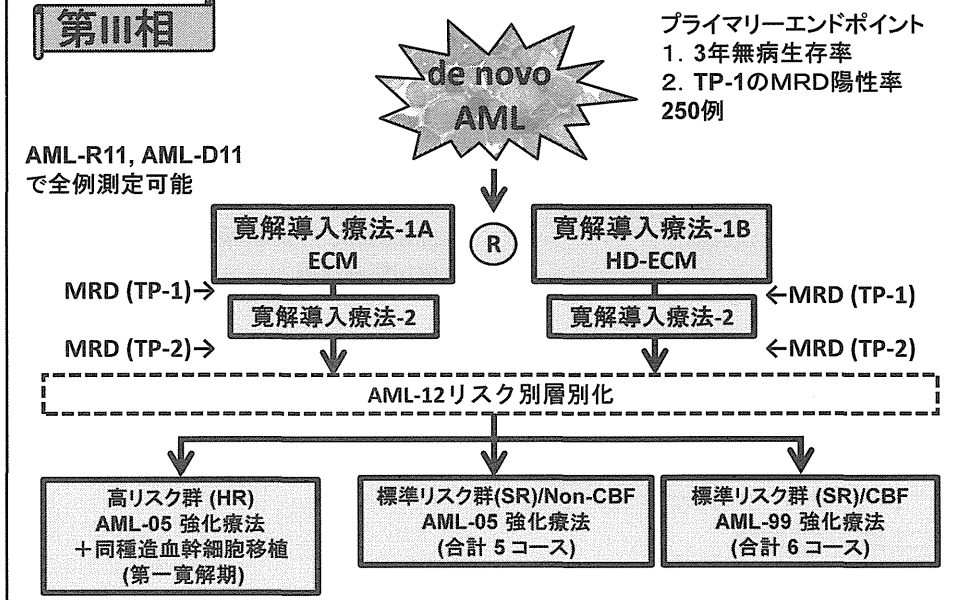 第III相
プライマリーエンドポイント
1. 3年無病生存率
2. TP-1のMRD陽性率
250例
de novo
AML
AML-R11, AML-D11
で全例測定可能
寛解導入療法-1A
ECM
R
寛解導入療法-1B
HD-ECM
MRD (TP-1)→
←MRD (TP-1)
寛解導入療法-2
寛解導入療法-2
MRD (TP-2)→
←MRD (TP-2)
AML-12リスク別層別化
高リスク群 (HR)
AML-05 強化療法
＋同種造血幹細胞移植
(第一寛解期)
標準リスク群(SR)/Non-CBF
AML-05 強化療法
(合計 5 コース)
標準リスク群 (SR)/CBF
AML-99 強化療法
(合計 6 コース)